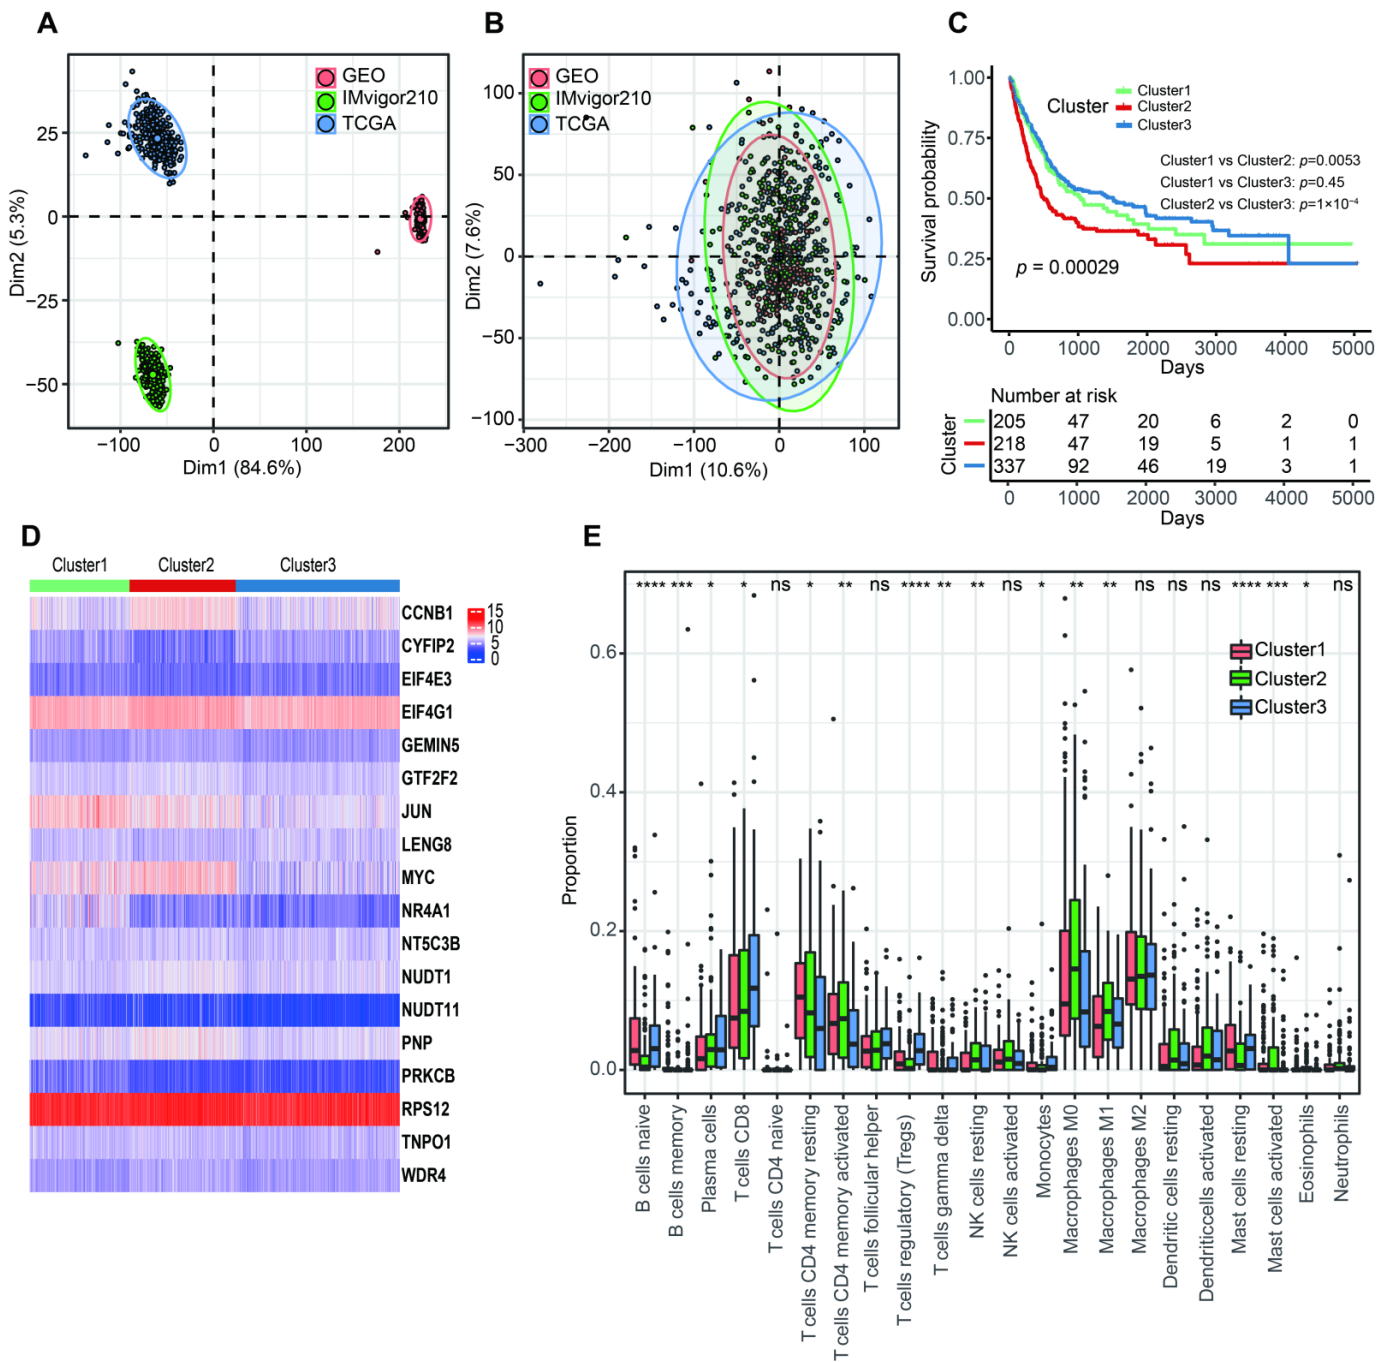 A
GEO
IMvigor210
TCGA
25
0
−25
−50
−100
0
100
200
Dim1 (84.6%)
Dim2 (5.3%)
B
GEO
IMvigor210
TCGA
100
50
0
−50
−100
−300
−200
−100
0
100
Dim1 (10.6%)
Dim2 (7.6%)
C
Cluster
Cluster1
Cluster2
Cluster3
Cluster1 vs Cluster2: p=0.0053
Cluster1 vs Cluster3: p=0.45
Cluster2 vs Cluster3: p=1×10⁻⁴
p = 0.00029
1.00
0.75
0.50
0.25
0.00
Survival probability
0 1000 2000 3000 4000 5000
Days
Number at risk
Cluster
205 47 20 6 2 0
218 47 19 5 1 1
337 92 46 19 3 1
0 1000 2000 3000 4000 5000
Days
D
Cluster1 Cluster2 Cluster3
15
10
5
0
CCNB1
CYFIP2
EIF4E3
EIF4G1
GEMIN5
GTF2F2
JUN
LENG8
MYC
NR4A1
NT5C3B
NUDT1
NUDT11
PNP
PRKCB
RPS12
TNPO1
WDR4
E
**** *** * * ns * ** ns **** ** ** ns * ** ** ns ns ns **** *** * ns
Cluster1
Cluster2
Cluster3
0.6
0.4
0.2
0.0
Proportion
B cells naive
B cells memory
Plasma cells
T cells CD8
T cells CD4 naive
T cells CD4 memory resting
T cells CD4 memory activated
T cells follicular helper
T cells regulatory (Tregs)
T cells gamma delta
NK cells resting
NK cells activated
Monocytes
Macrophages M0
Macrophages M1
Macrophages M2
Dendritic cells resting
Dendriticcells activated
Mast cells resting
Mast cells activated
Eosinophils
Neutrophils